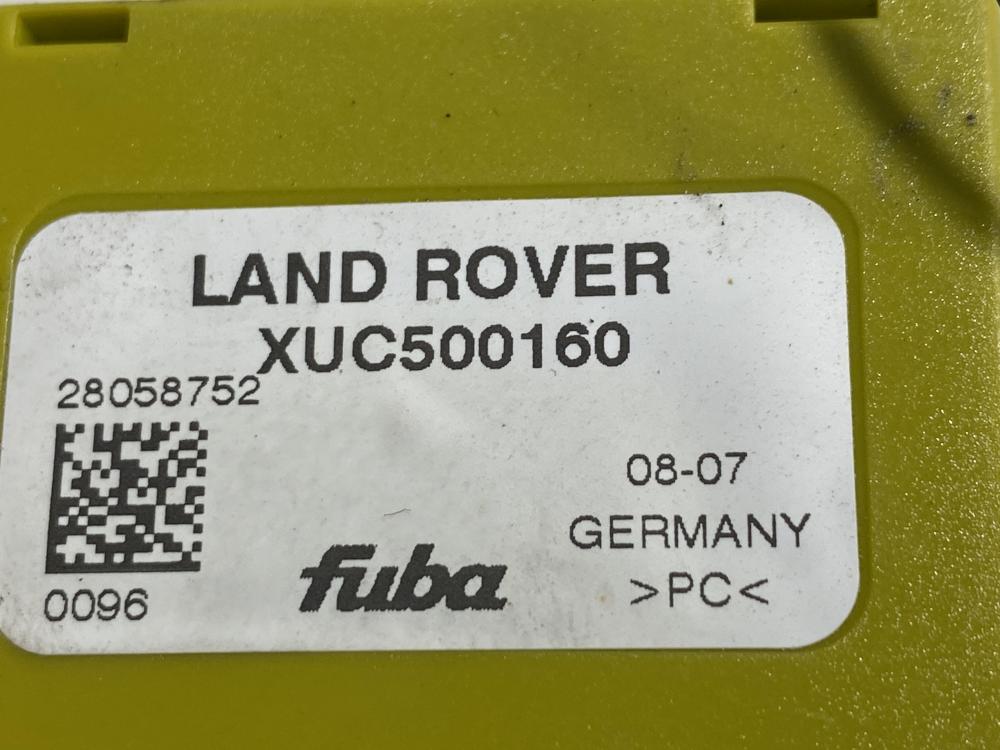 LAND ROVER
XUC500160
28058752
08-07
GERMANY
fuba
>PC<
0096